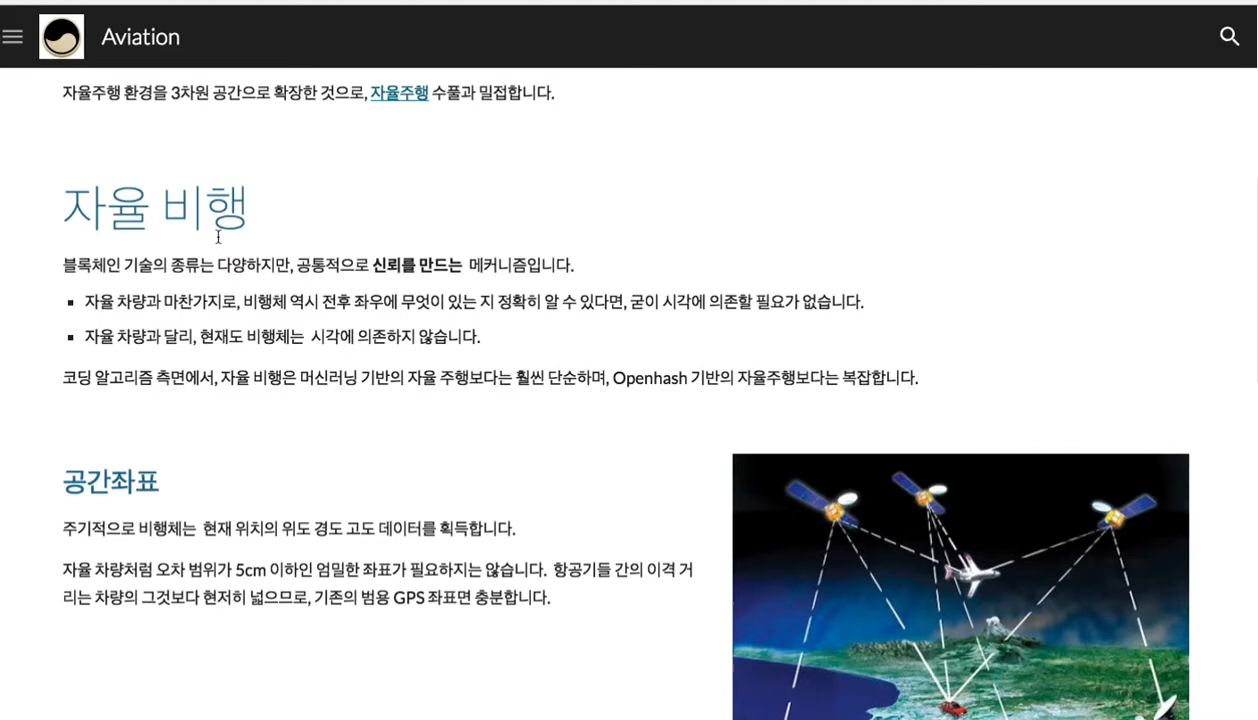 Aviation
자율주행 환경을 3차원 공간으로 확장한 것으로, 자율주행 수풀과 밀접합니다.
자율 비행
블록체인 기술의 종류는 다양하지만, 공통적으로 신뢰를 만드는 메커니즘입니다.
자율 차량과 마찬가지로, 비행체 역시 전후 좌우에 무엇이 있는 지 정확히 알 수 있다면, 굳이 시각에 의존할 필요가 없습니다.
자율 차량과 달리, 현재도 비행체는 시각에 의존하지 않습니다.
코딩 알고리즘 측면에서, 자율 비행은 머신러닝 기반의 자율 주행보다는 훨씬 단순하며, Openhash 기반의 자율주행보다는 복잡합니다.
공간좌표
주기적으로 비행체는 현재 위치의 위도 경도 고도 데이터를 획득합니다.
자율 차량처럼 오차 범위가 5cm 이하인 엄밀한 좌표가 필요하지는 않습니다. 항공기들 간의 이격 거
리는 차량의 그것보다 현저히 넓으므로, 기존의 범용 GPS 좌표면 충분합니다.